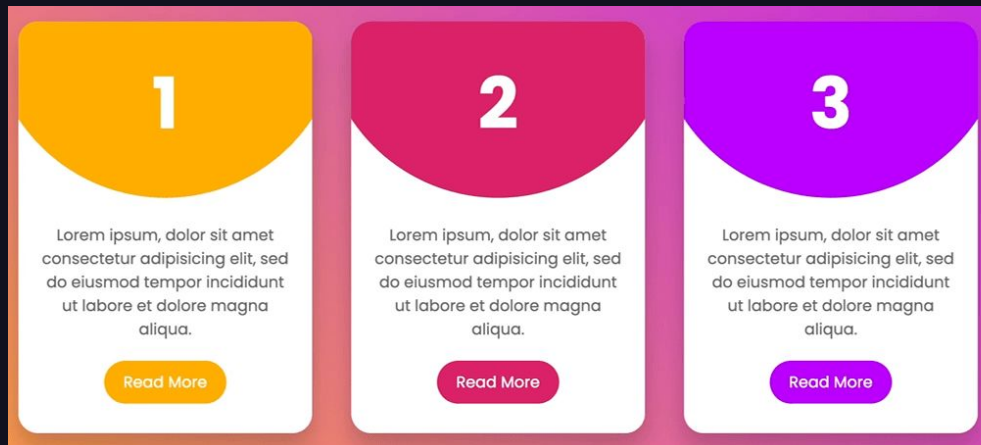 1
Lorem ipsum, dolor sit amet
consectetur adipisicing elit, sed
do eiusmod tempor incididunt
ut labore et dolore magna
aliqua.
Read More
2
Lorem ipsum, dolor sit amet
consectetur adipisicing elit, sed
do eiusmod tempor incididunt
ut labore et dolore magna
aliqua.
Read More
3
Lorem ipsum, dolor sit amet
consectetur adipisicing elit, sed
do eiusmod tempor incididunt
ut labore et dolore magna
aliqua.
Read More